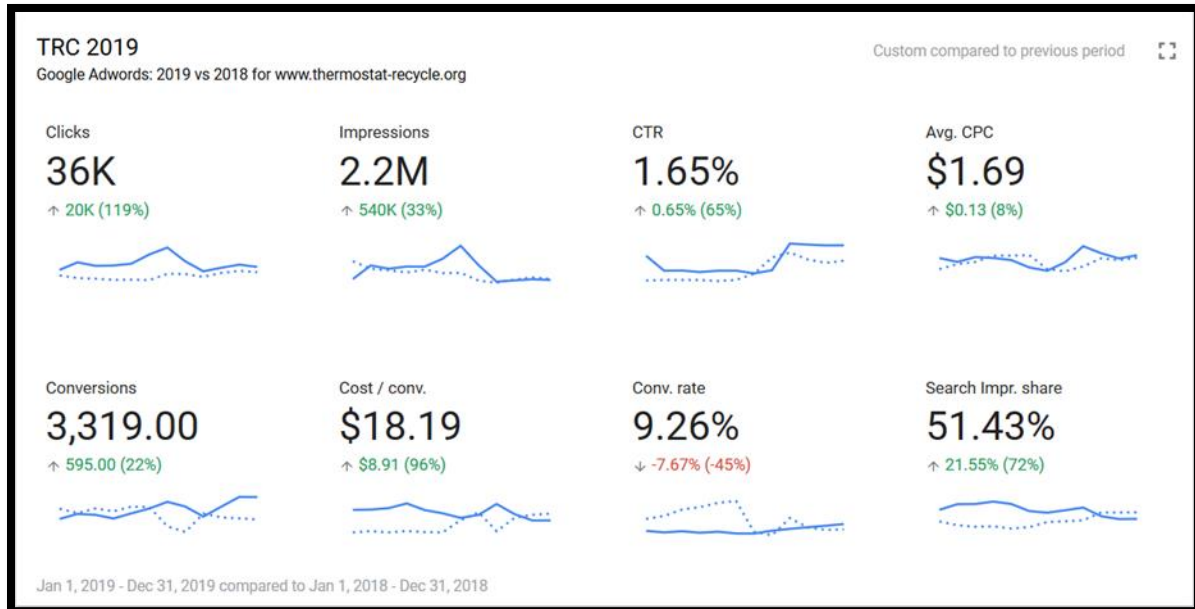 TRC 2019
Custom compared to previous period
Google Adwords: 2019 vs 2018 for www.thermostat-recycle.org
Clicks
36K
↑ 20K (119%)
Impressions
2.2M
↑ 540K (33%)
CTR
1.65%
↑ 0.65% (65%)
Avg. CPC
$1.69
↑ $0.13 (8%)
Conversions
3,319.00
↑ 595.00 (22%)
Cost / conv.
$18.19
↑ $8.91 (96%)
Conv. rate
9.26%
↓ -7.67% (-45%)
Search Impr. share
51.43%
↑ 21.55% (72%)
Jan 1, 2019 - Dec 31, 2019 compared to Jan 1, 2018 - Dec 31, 2018